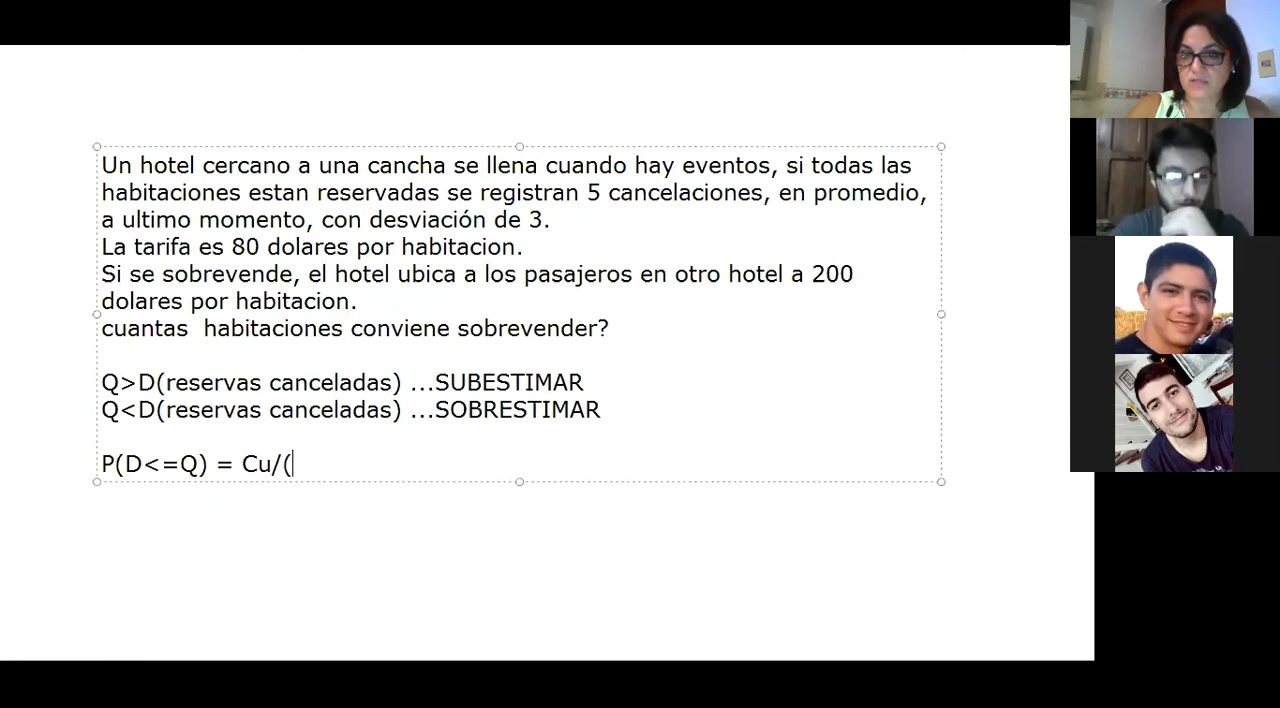 Un hotel cercano a una cancha se llena cuando hay eventos, si todas las
habitaciones estan reservadas se registran 5 cancelaciones, en promedio,
a ultimo momento, con desviación de 3.
La tarifa es 80 dolares por habitacion.
Si se sobrevende, el hotel ubica a los pasajeros en otro hotel a 200
dolares por habitacion.
cuantas  habitaciones conviene sobrevender?
Q>D(reservas canceladas) ...SUBESTIMAR
Q<D(reservas canceladas) ...SOBRESTIMAR
P(D<=Q) = Cu/(